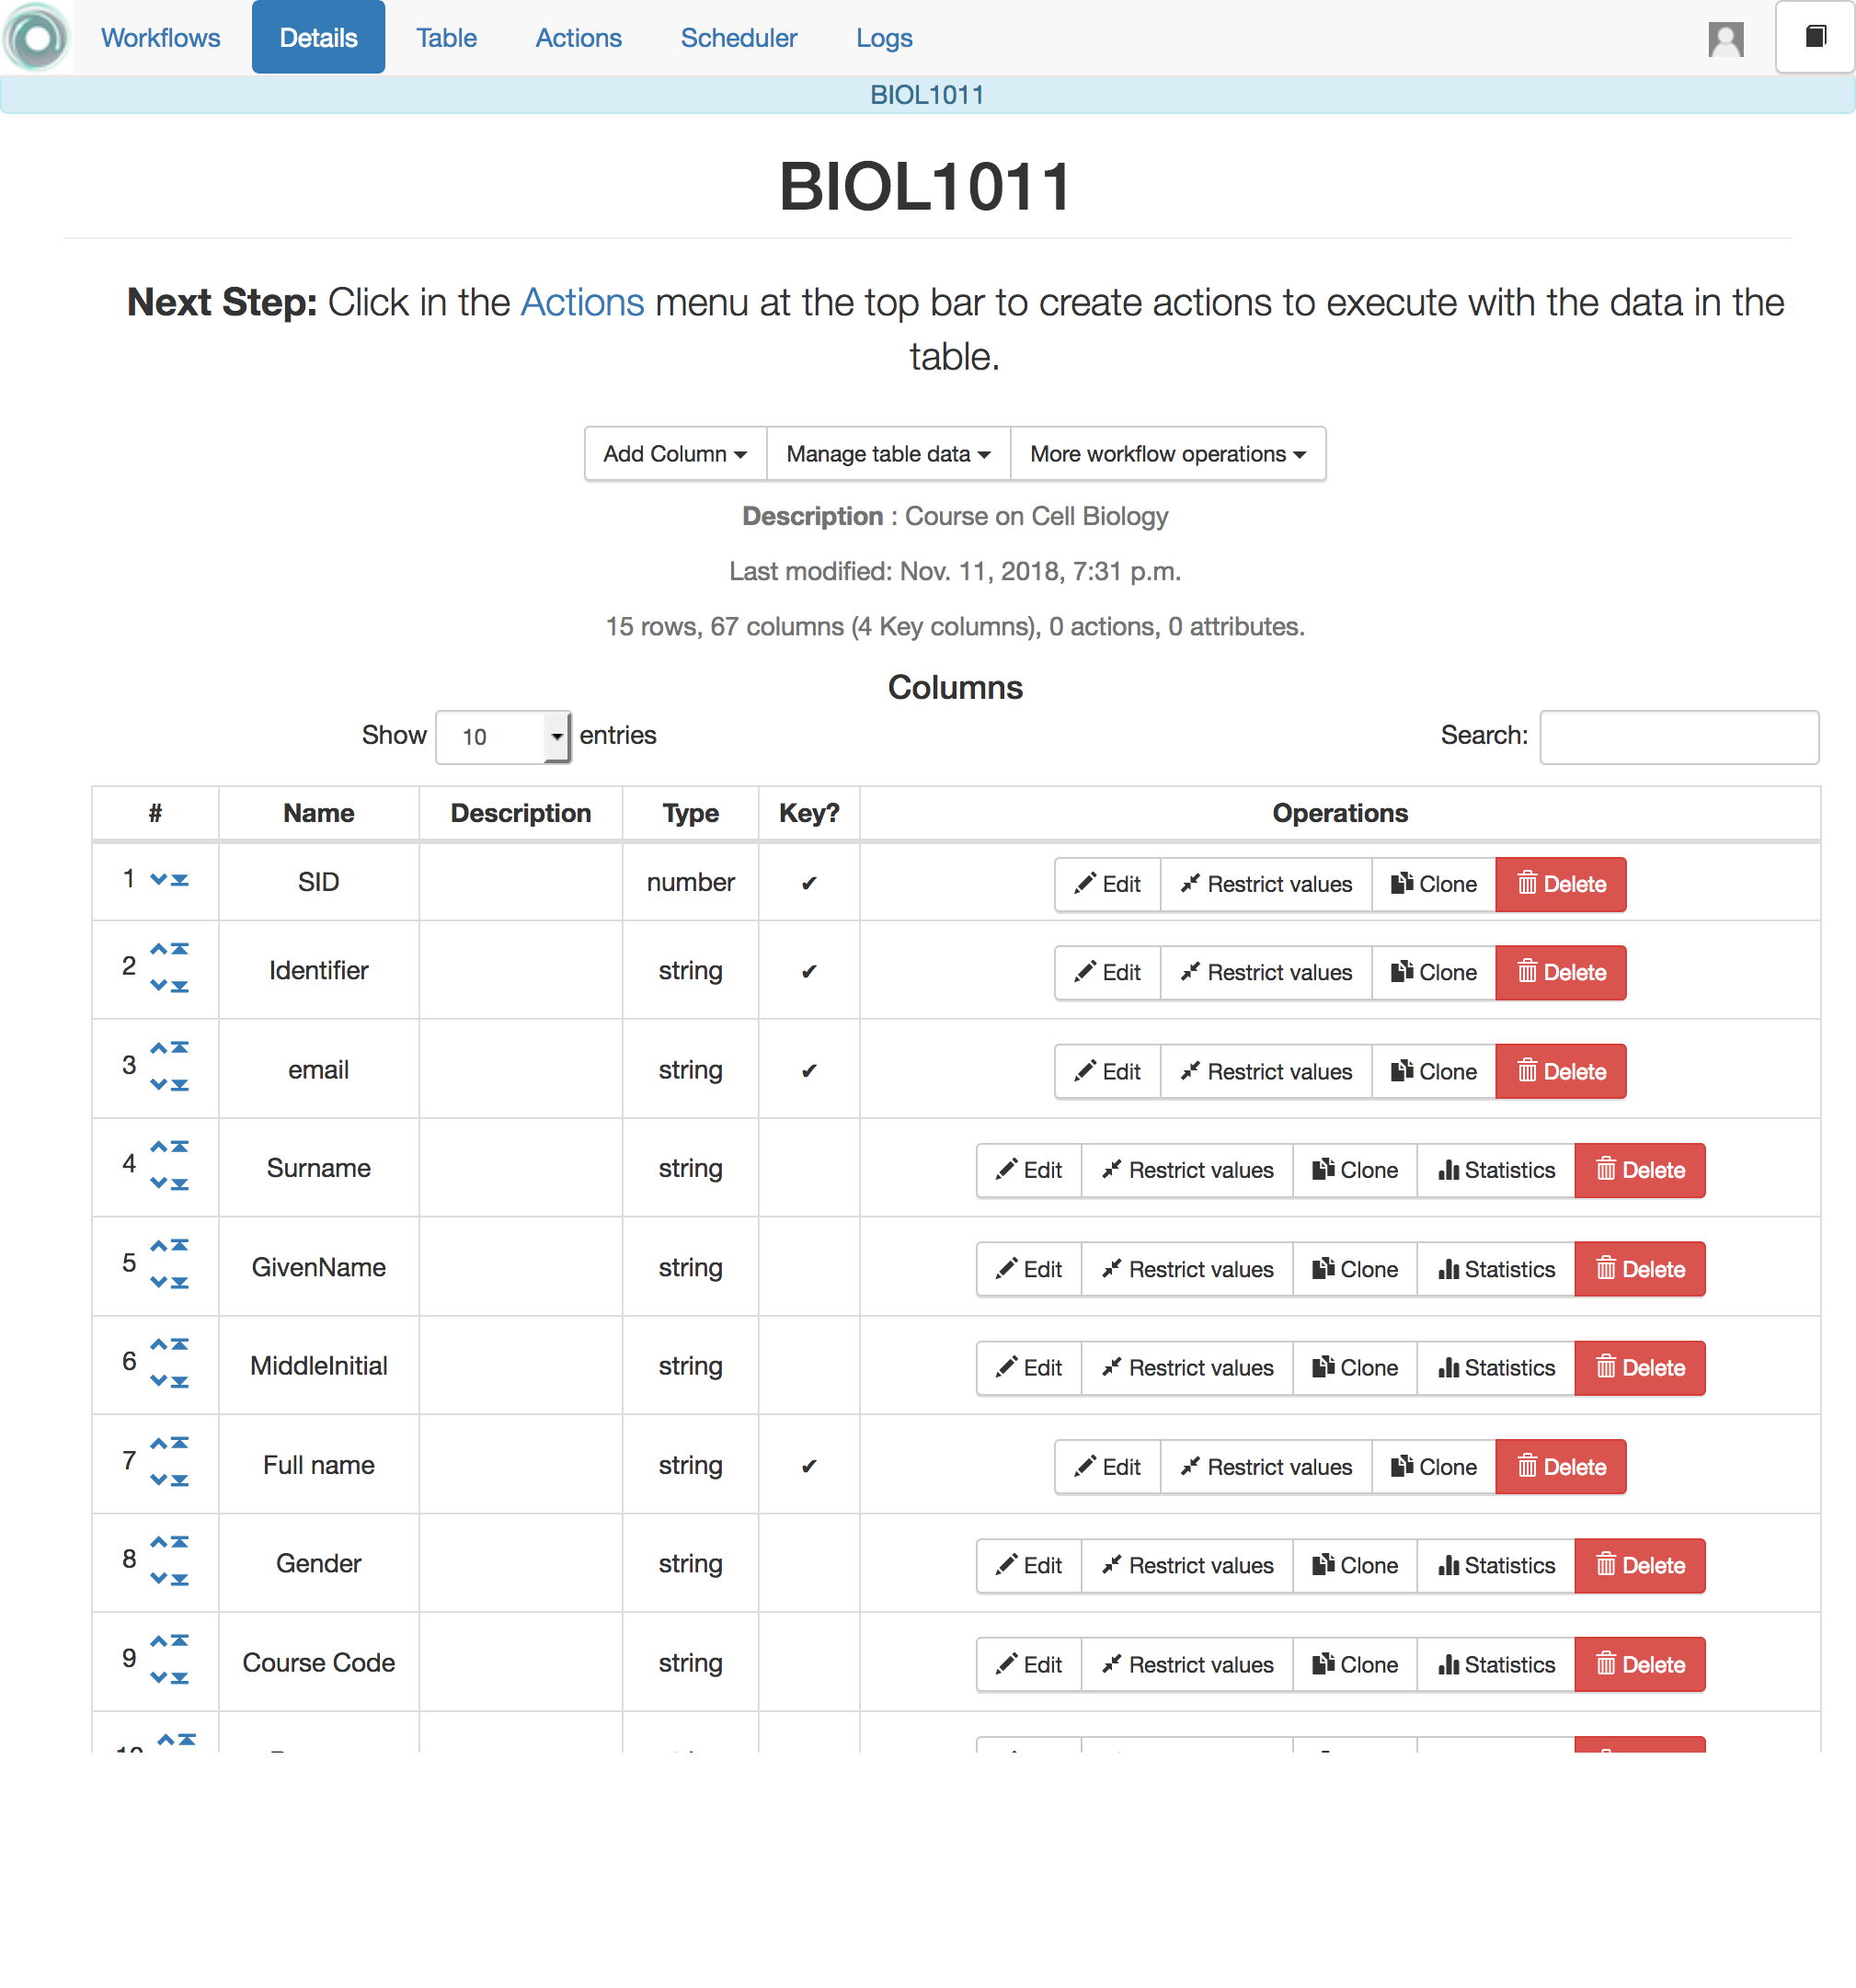 Workflows Details Table Actions Scheduler Logs
BIOL1011
BIOL1011
Next Step: Click in the Actions menu at the top bar to create actions to execute with the data in the
table.
Add Column Manage table data More workflow operations
Description : Course on Cell Biology
Last modified: Nov. 11, 2018, 7:31 p.m.
15 rows, 67 columns (4 Key columns), 0 actions, 0 attributes.
Columns
Show 10 entries Search:
# Name Description Type Key? Operations
1 SID number ✔ Edit Restrict values Clone Delete
2 Identifier string ✔ Edit Restrict values Clone Delete
3 email string ✔ Edit Restrict values Clone Delete
4 Surname string Edit Restrict values Clone Statistics Delete
5 GivenName string Edit Restrict values Clone Statistics Delete
6 MiddleInitial string Edit Restrict values Clone Statistics Delete
7 Full name string ✔ Edit Restrict values Clone Delete
8 Gender string Edit Restrict values Clone Statistics Delete
9 Course Code string Edit Restrict values Clone Statistics Delete